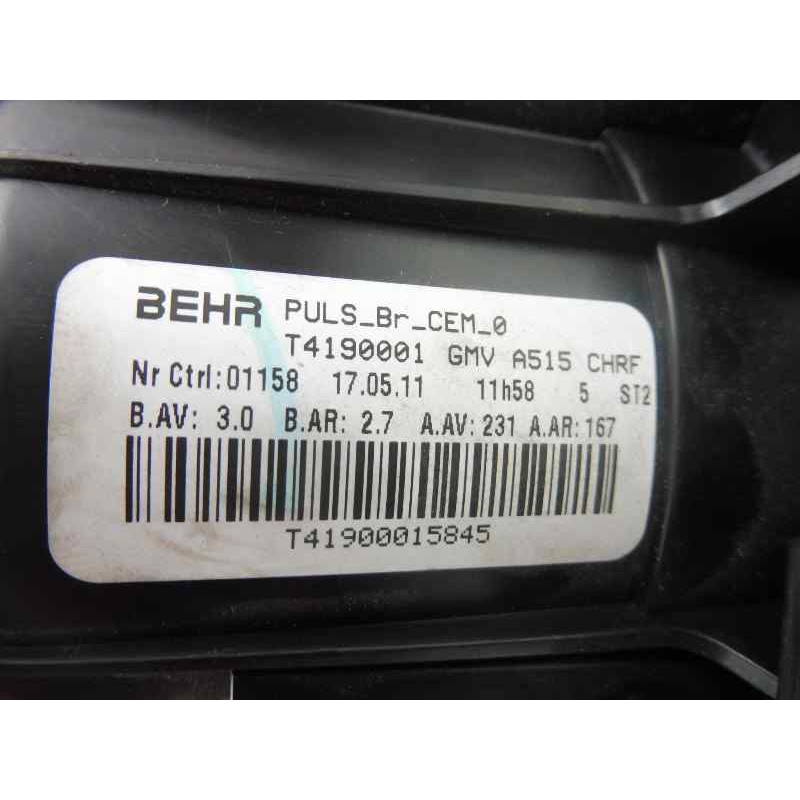 BEHR PULS_Br_CEM_0
T4190001 GMV A515 CHRF
Nr Ctrl:01158 17.05.11 11h58 5 ST2
B.AV: 3.0 B.AR: 2.7 A.AV:231 A.AR:167
T41900015845